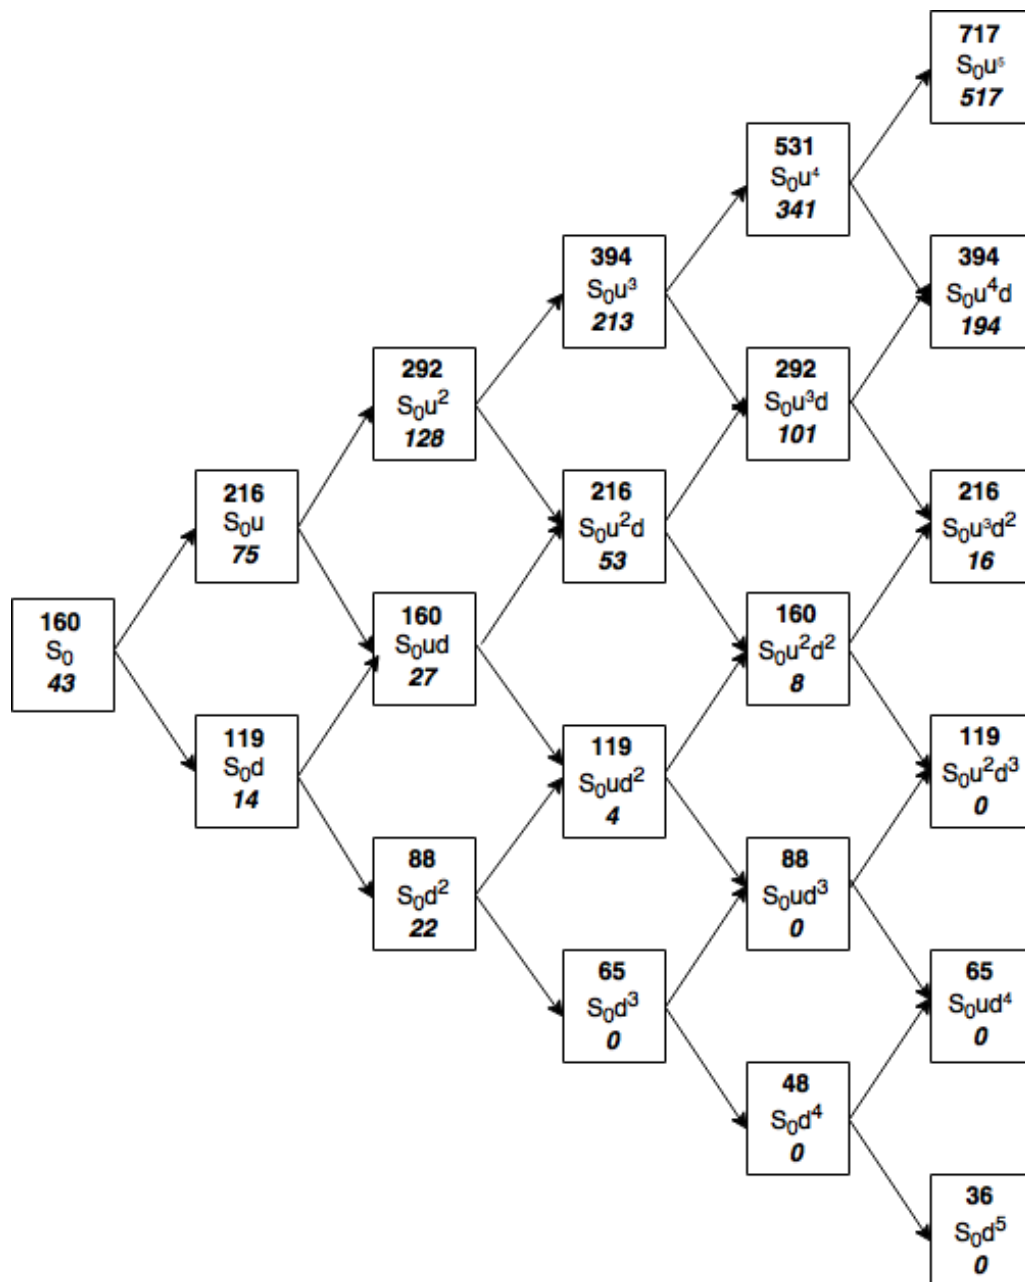 160
S₀
43
216
S₀u
75
119
S₀d
14
292
S₀u²
128
160
S₀ud
27
88
S₀d²
22
394
S₀u³
213
216
S₀u²d
53
119
S₀ud²
4
65
S₀d³
0
531
S₀u⁴
341
292
S₀u³d
101
160
S₀u²d²
8
88
S₀ud³
0
48
S₀d⁴
0
717
S₀u⁵
517
394
S₀u⁴d
194
216
S₀u³d²
16
119
S₀u²d³
0
65
S₀ud⁴
0
36
S₀d⁵
0